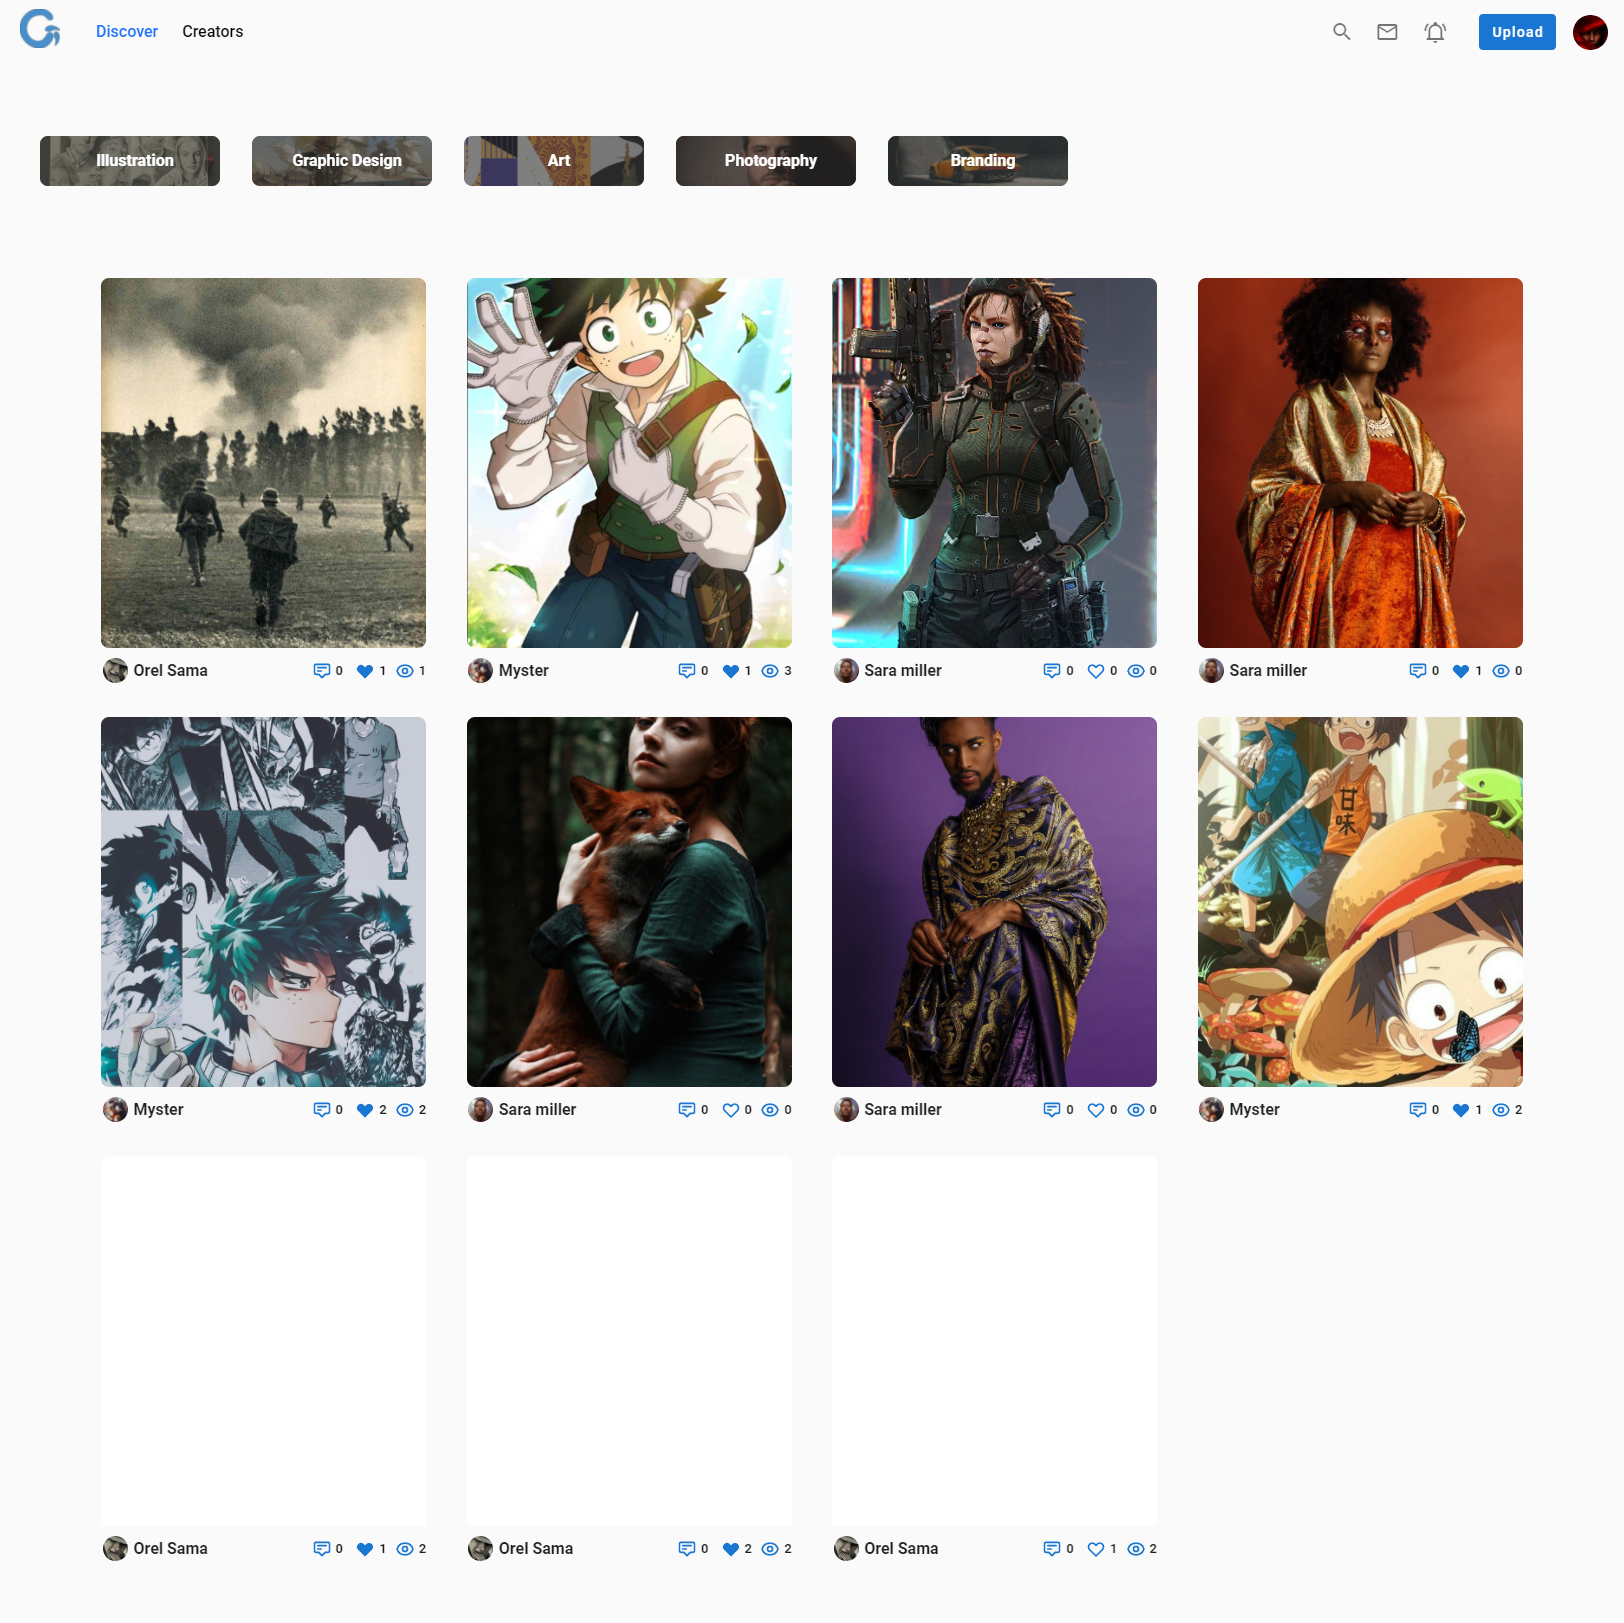 Discover Creators Upload
Illustration Graphic Design Art Photography Branding
Orel Sama 0 1 1 Myster 0 1 3 Sara miller 0 0 0 Sara miller 0 1 0
甘
味
Myster 0 2 2 Sara miller 0 0 0 Sara miller 0 0 0 Myster 0 1 2
Orel Sama 0 1 2 Orel Sama 0 2 2 Orel Sama 0 1 2